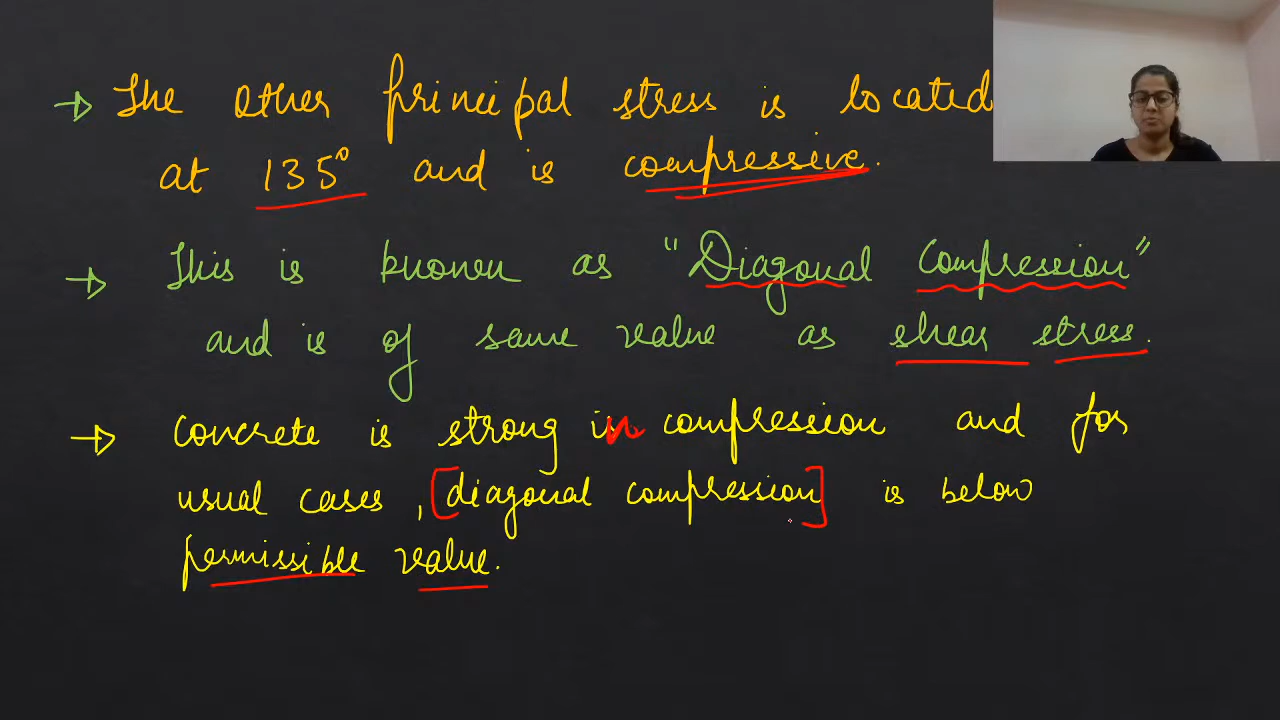 → The other principal stress is located
at 135° and is compressive.
→ This is known as "Diagonal Compression"
and is of same value as shear stress.
→ Concrete is strong in compression and for
usual cases, [diagonal compression] is below
permissible value.